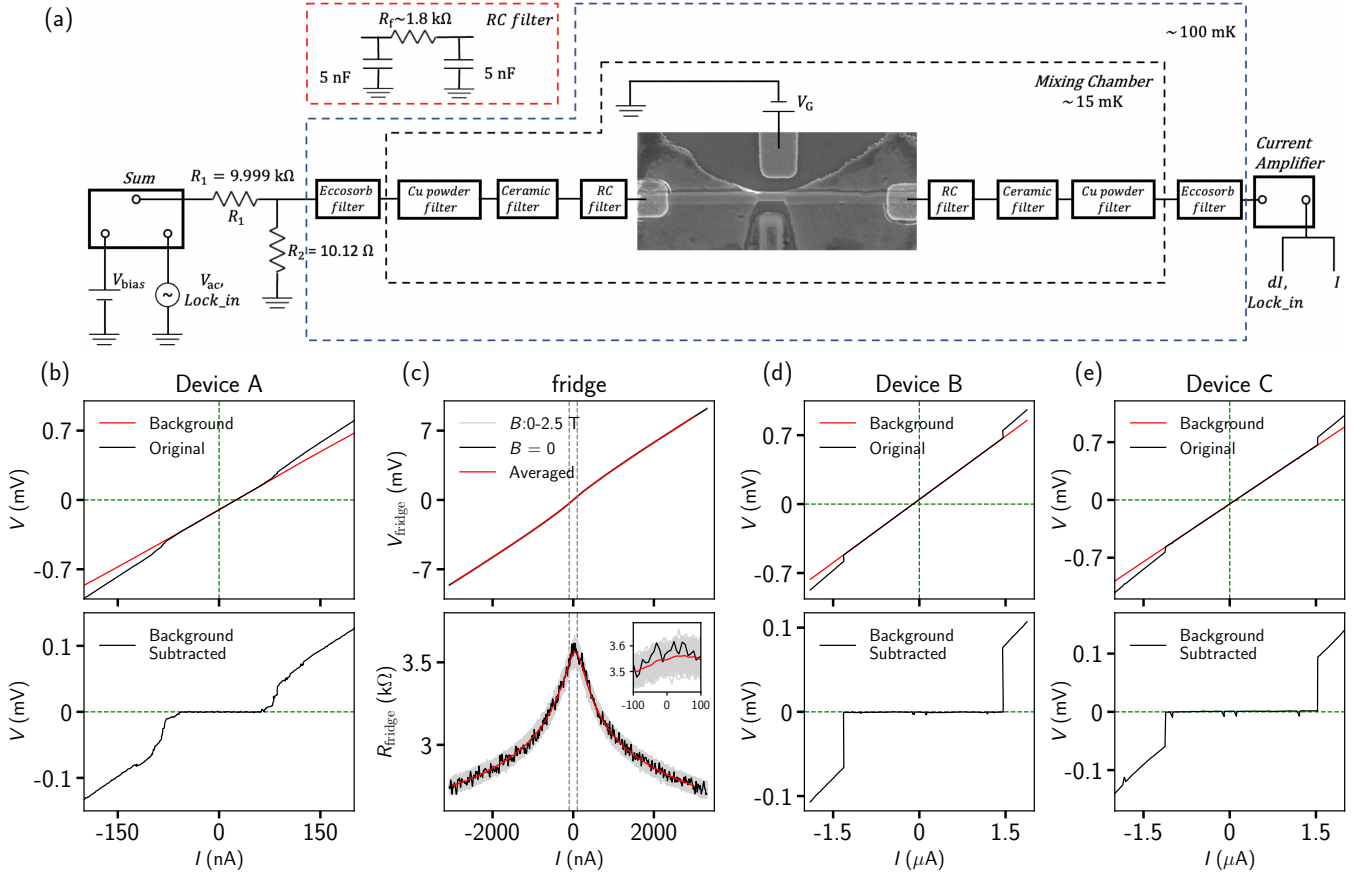 (a)
R_f~1.8 kΩ
RC filter
5 nF
5 nF
~100 mK
Mixing Chamber
~15 mK
V_G
Sum
R_1 = 9.999 kΩ
R_1
R_2 = 10.12 Ω
V_bias
V_ac,
Lock_in
Eccosorb
filter
Cu powder
filter
Ceramic
filter
RC
filter
RC
filter
Ceramic
filter
Cu powder
filter
Eccosorb
filter
Current
Amplifier
dI,
Lock_in
I
(b)
Device A
Background
Original
V (mV)
0.7
0
-0.7
Background
Subtracted
V (mV)
0.1
0
-0.1
-150
0
150
I (nA)
(c)
fridge
B:0-2.5 T
B = 0
Averaged
V_fridge (mV)
7
0
-7
R_fridge (kΩ)
3.5
3
3.6
3.5
-100
0
100
-2000
0
2000
I (nA)
(d)
Device B
Background
Original
V (mV)
0.7
0
-0.7
Background
Subtracted
V (mV)
0.1
0
-0.1
-1.5
0
1.5
I (μA)
(e)
Device C
Background
Original
V (mV)
0.7
0
-0.7
Background
Subtracted
V (mV)
0.1
0
-0.1
-1.5
0
1.5
I (μA)